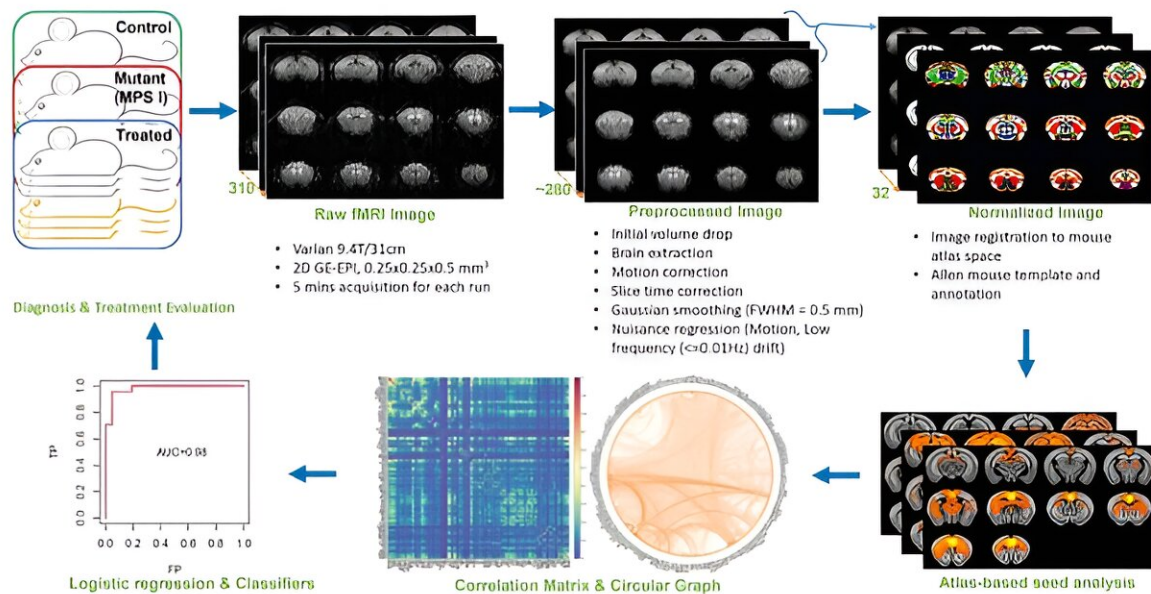 Control
Mutant
(MPS I)
Treated
310
Raw fMRI Image
• Varian 9.4T/31cm
• 2D GE-EPI, 0.25x0.25x0.5 mm³
• 5 mins acquisition for each run
~280
Preprocessed Image
• Initial volume drop
• Brain extraction
• Motion correction
• Slice time correction
• Gaussian smoothing (FWHM = 0.5 mm)
• Nuisance regression (Motion, Low
frequency (<=0.01Hz) drift)
32
Normalized Image
• Image registration to mouse
atlas space
• Allen mouse template and
annotation
Diagnosis & Treatment Evaluation
TP
1.0
0.8
0.6
0.4
0.2
0.0
AUC=0.98
0.0 0.2 0.4 0.6 0.8 1.0
FP
Logistic regression & Classifiers
Correlation Matrix & Circular Graph
Atlas-based seed analysis